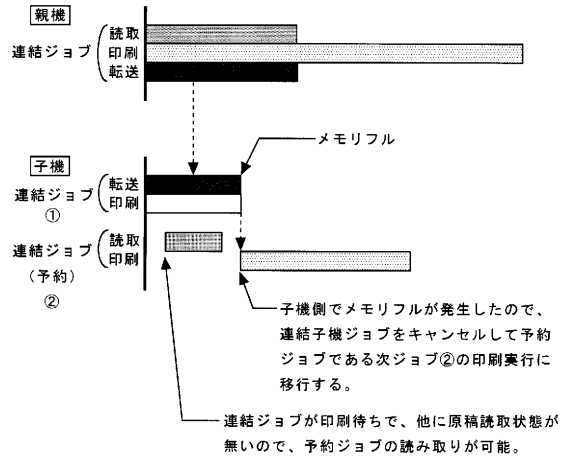 親機
読取
連結ジョブ 印刷
転送
メモリフル
子機
転送
連結ジョブ 印刷
①
読取
連結ジョブ 印刷
(予約)
②
子機側でメモリフルが発生したので、
連結子機ジョブをキャンセルして予約
ジョブである次ジョブ②の印刷実行に
移行する。
連結ジョブが印刷待ちで、他に原稿読取状態が
無いので、予約ジョブの読み取りが可能。